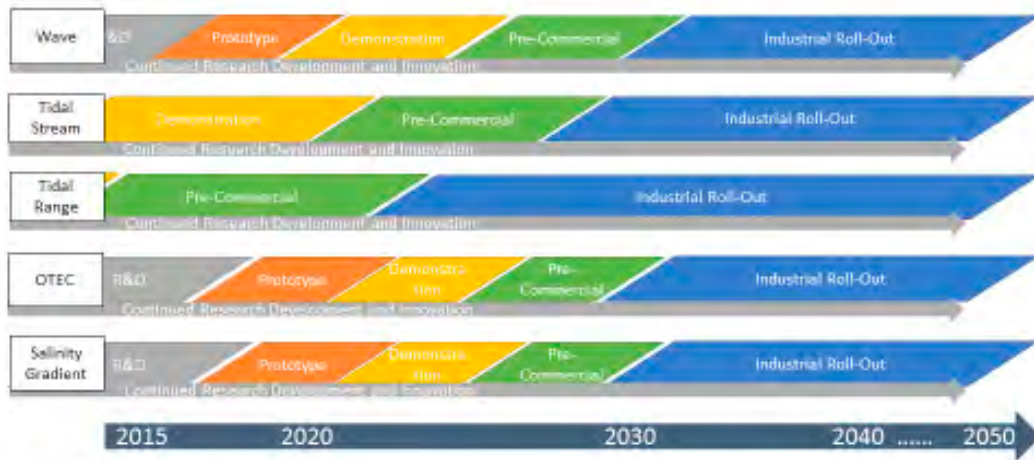 Wave
R&D
Prototype
Demonstration
Pre-Commercial
Industrial Roll-Out
Continued Research Development and Innovation
Tidal
Stream
Demonstration
Pre-Commercial
Industrial Roll-Out
Continued Research Development and Innovation
Tidal
Range
Pre-Commercial
Industrial Roll-Out
Continued Research Development and Innovation
OTEC
R&D
Prototype
Demonstra-
tion
Pre-
Commercial
Industrial Roll-Out
Continued Research Development and Innovation
Salinity
Gradient
R&D
Prototype
Demonstra-
tion
Pre-
Commercial
Industrial Roll-Out
Continued Research Development and Innovation
2015 2020 2030 2040 ...... 2050